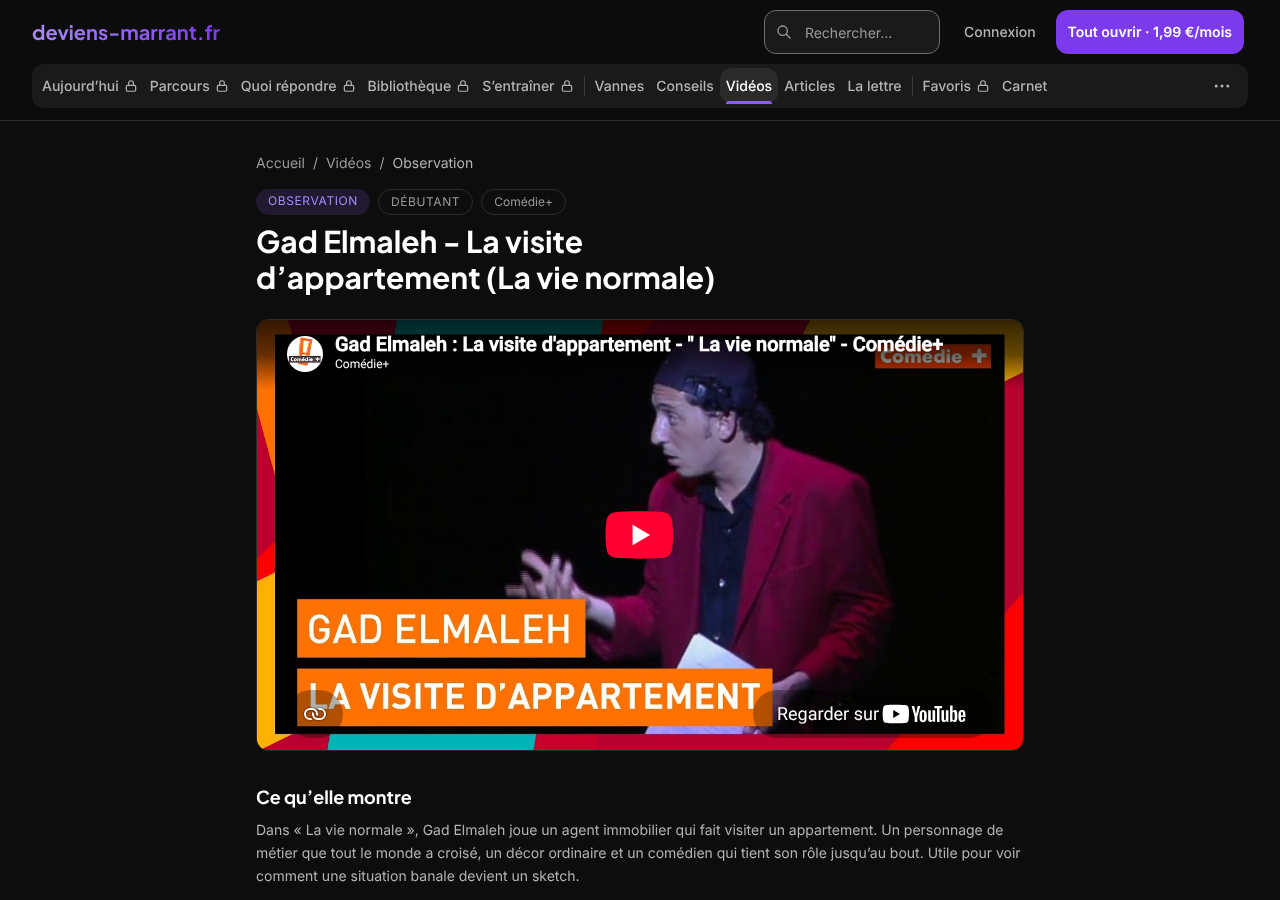 deviens-marrant.fr
Rechercher...
Connexion
Tout ouvrir · 1,99 €/mois
Aujourd’hui
Parcours
Quoi répondre
Bibliothèque
S’entraîner
Vannes
Conseils
Vidéos
Articles
La lettre
Favoris
Carnet
Accueil / Vidéos / Observation
OBSERVATION
DÉBUTANT
Comédie+
Gad Elmaleh - La visite
d’appartement (La vie normale)
Gad Elmaleh : La visite d'appartement - " La vie normale" - Comédie+
Comédie+
Comédie +
Comédie +
GAD ELMALEH
LA VISITE D’APPARTEMENT
Regarder sur YouTube
Ce qu’elle montre
Dans « La vie normale », Gad Elmaleh joue un agent immobilier qui fait visiter un appartement. Un personnage de
métier que tout le monde a croisé, un décor ordinaire et un comédien qui tient son rôle jusqu’au bout. Utile pour voir
comment une situation banale devient un sketch.